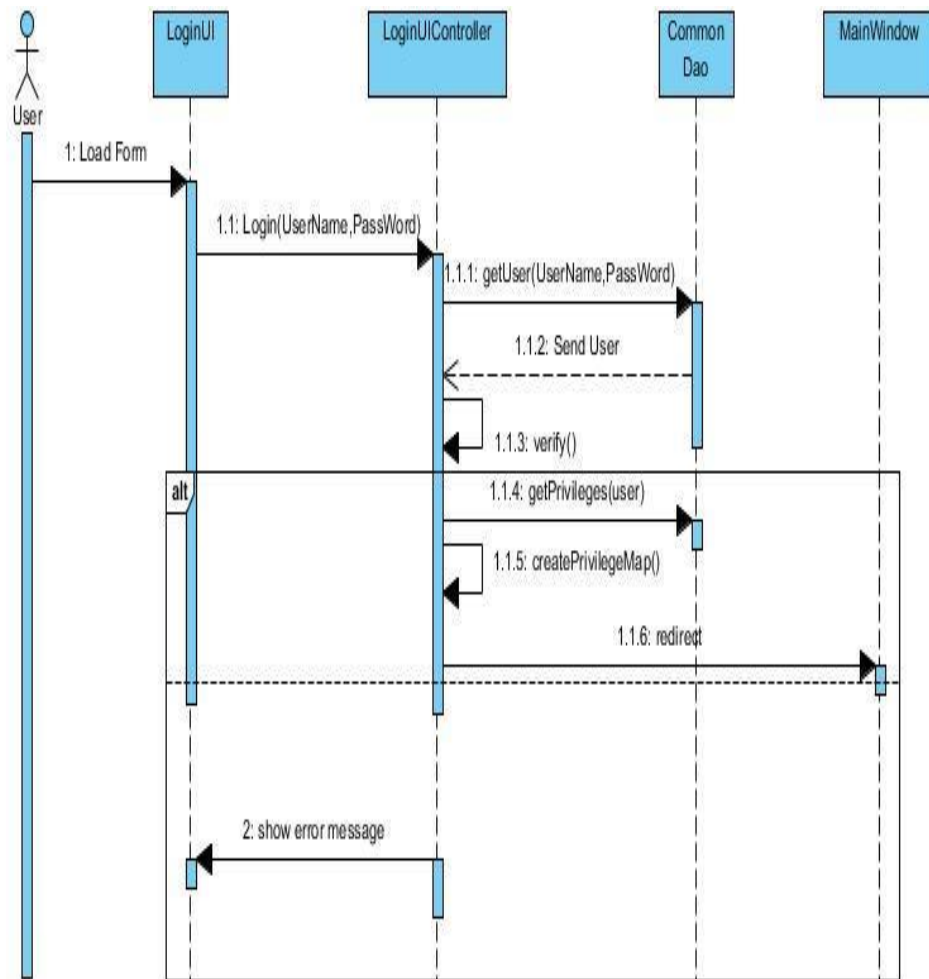 LoginUI
LoginUIController
Common
Dao
MainWindow
User
1: Load Form
1.1: Login(UserName,PassWord)
1.1.1: getUser(UserName,PassWord)
1.1.2: Send User
1.1.3: verify()
alt
1.1.4: getPrivileges(user)
1.1.5: createPrivilegeMap()
1.1.6: redirect
2: show error message